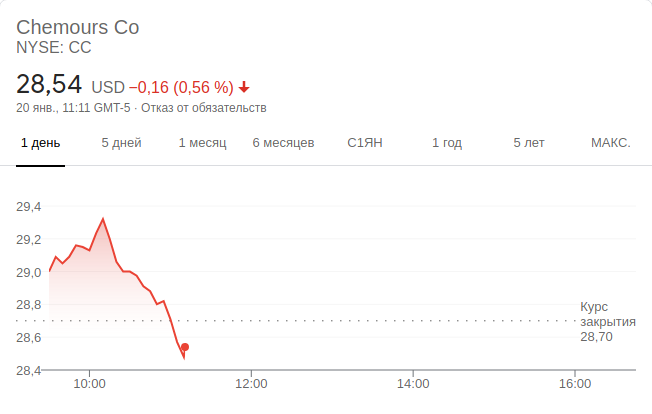 Chemours Co
NYSE: CC
28,54 USD −0,16 (0,56 %)
20 янв., 11:11 GMT-5 · Отказ от обязательств
1 день 5 дней 1 месяц 6 месяцев С1ЯН 1 год 5 лет МАКС.
29,4
29,2
29,0
28,8
28,6
28,4
Курс
закрытия
28,70
10:00 12:00 14:00 16:00